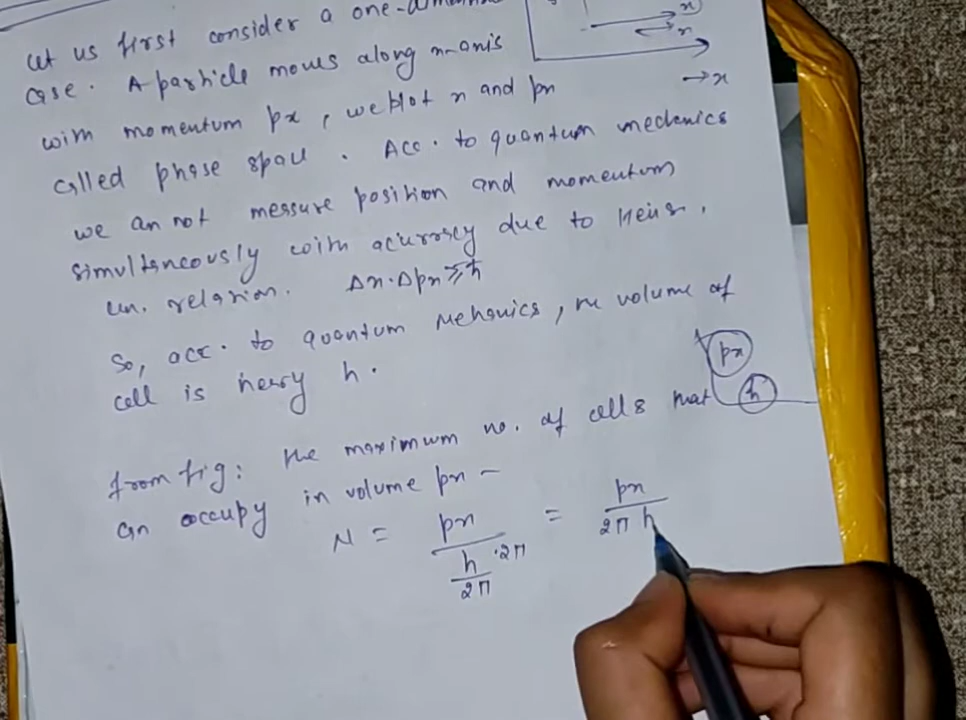 let us first consider a one-
x
x
case. A particle moves along x-axis
→x
with momentum px, we plot x and px
called phase space. Acc. to quantum mechanics
we can not messure position and momentum
simultaneously with acurracy due to Heis.
un. relation. Δx·Δpx≥ℏ
So, acc. to quantum Mehanics, the volume of
cell is nearly h.
px
h
from fig: the maximum no. of cells that
can occupy in volume px –
N = px / (h/2π ·2π) = px / 2π h